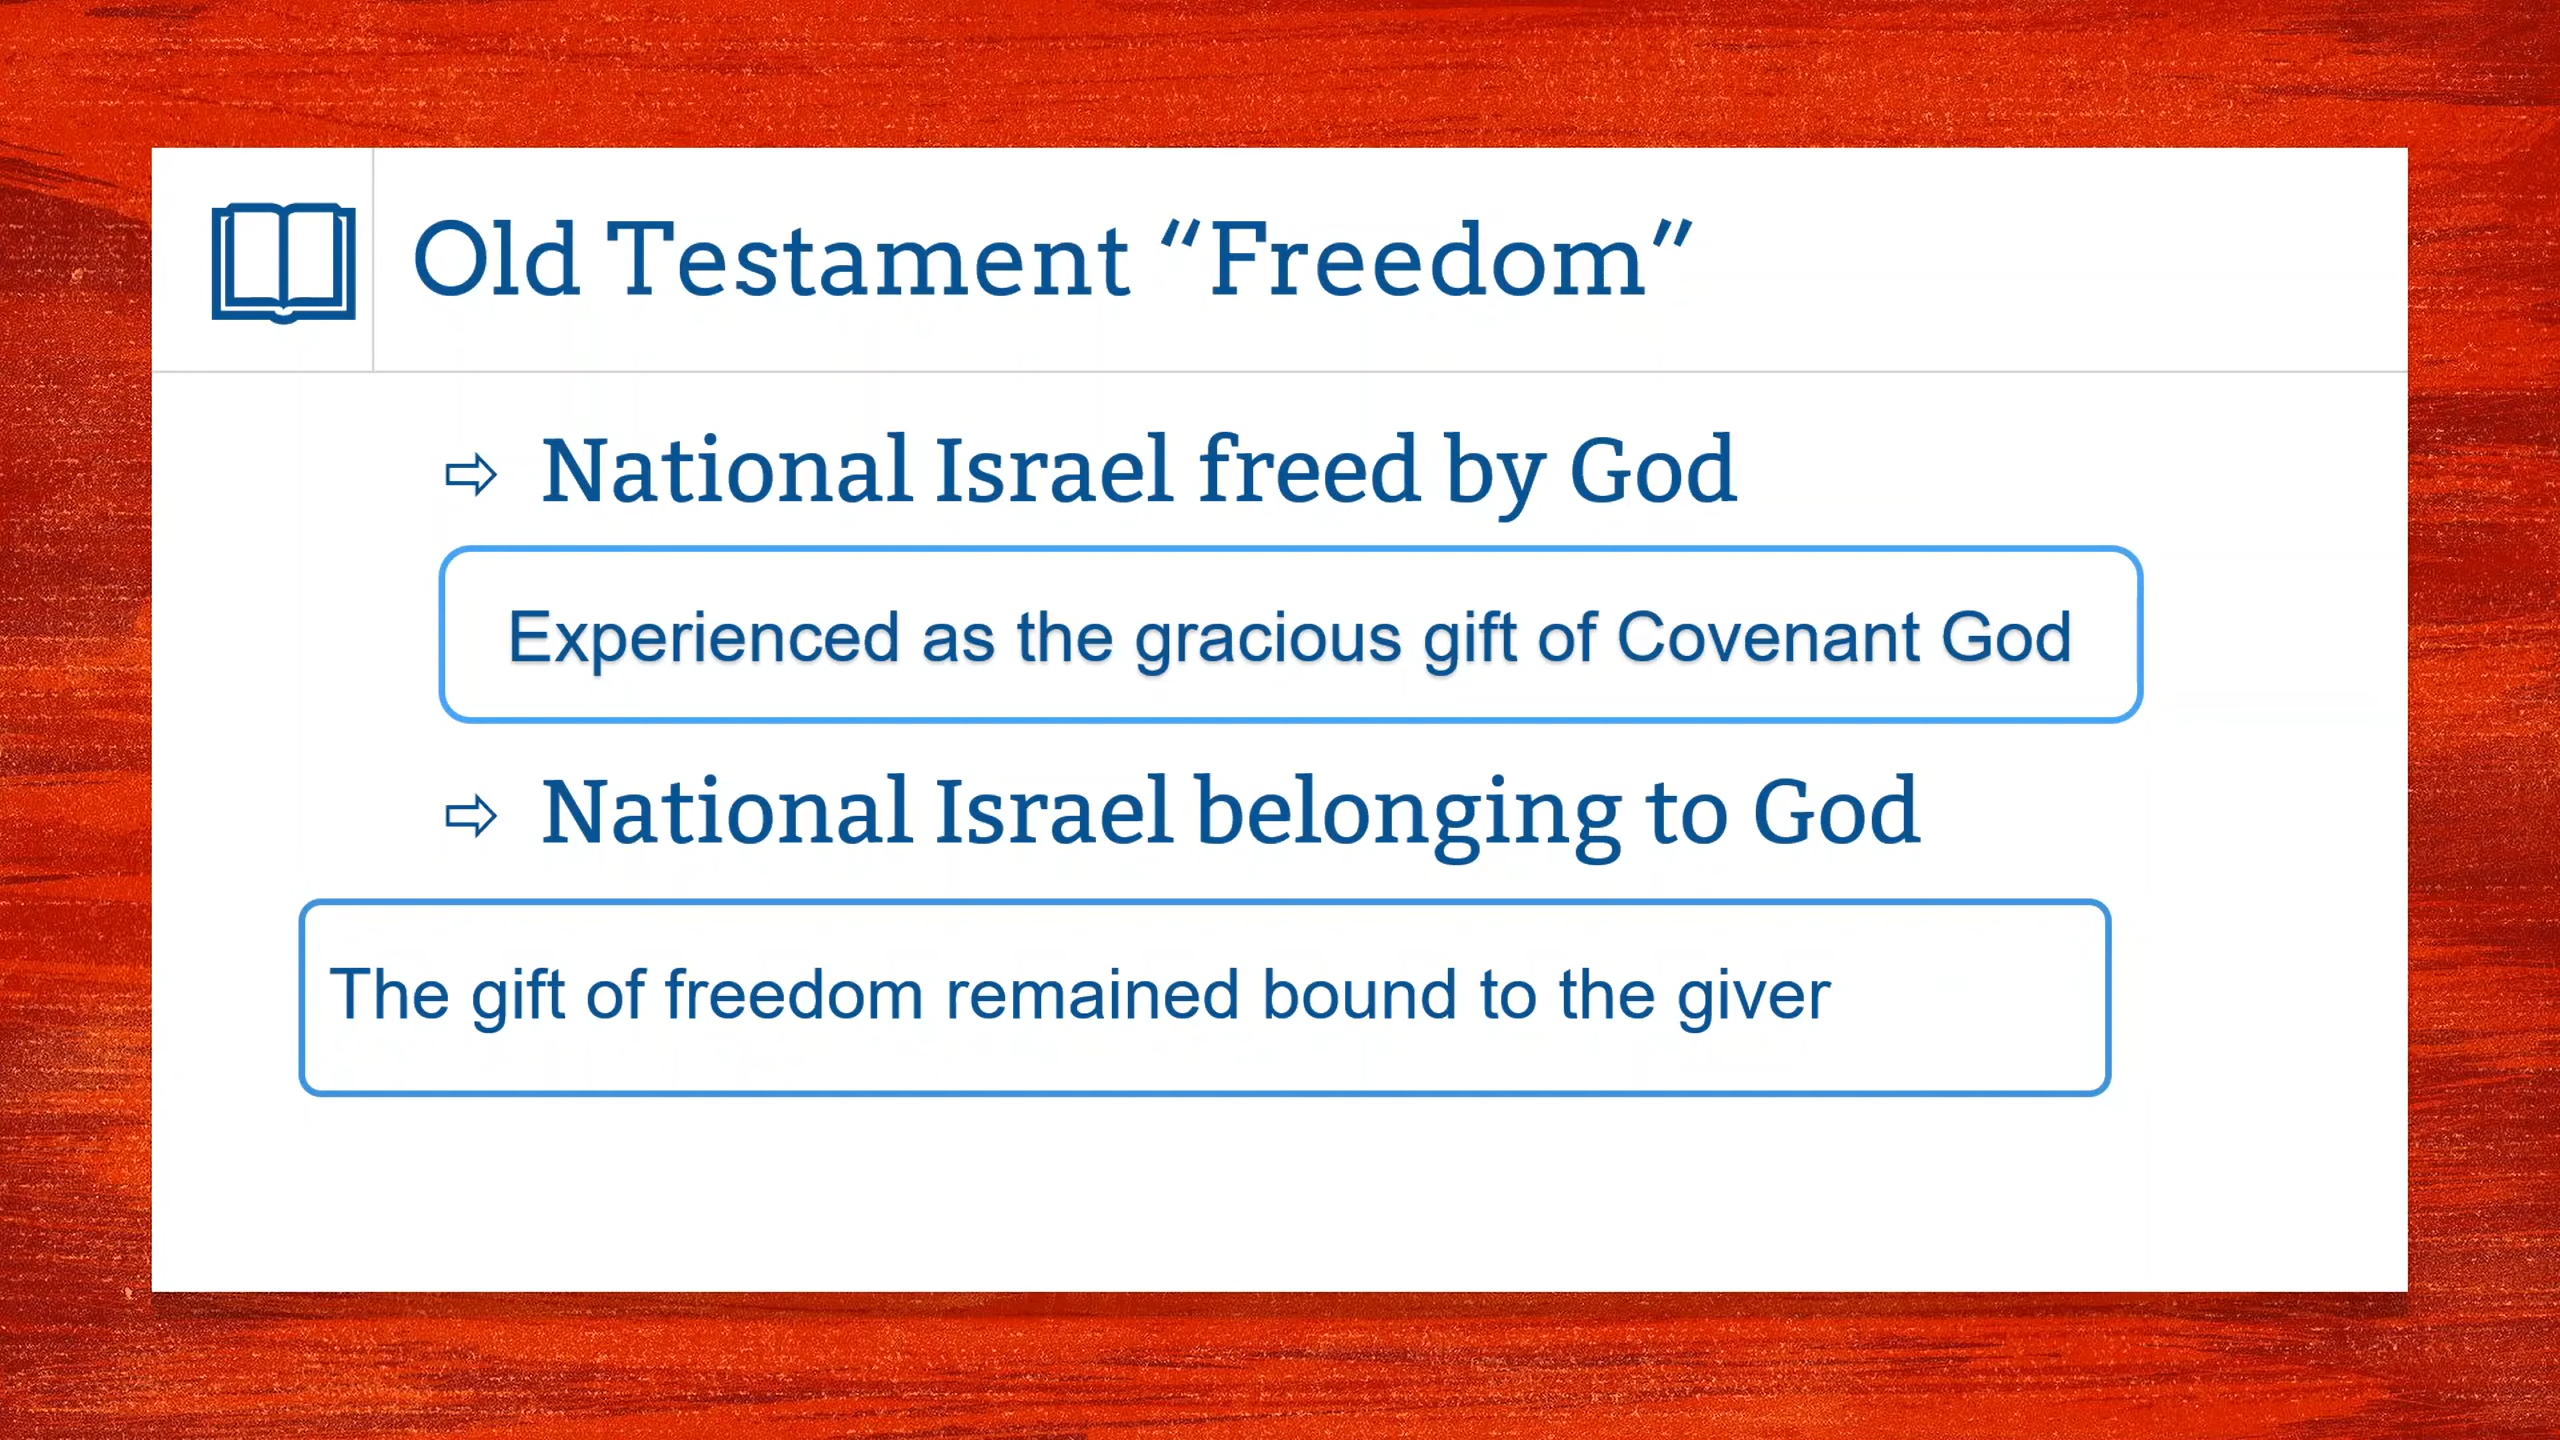 Old Testament “Freedom”
⇨ National Israel freed by God
Experienced as the gracious gift of Covenant God
⇨ National Israel belonging to God
The gift of freedom remained bound to the giver